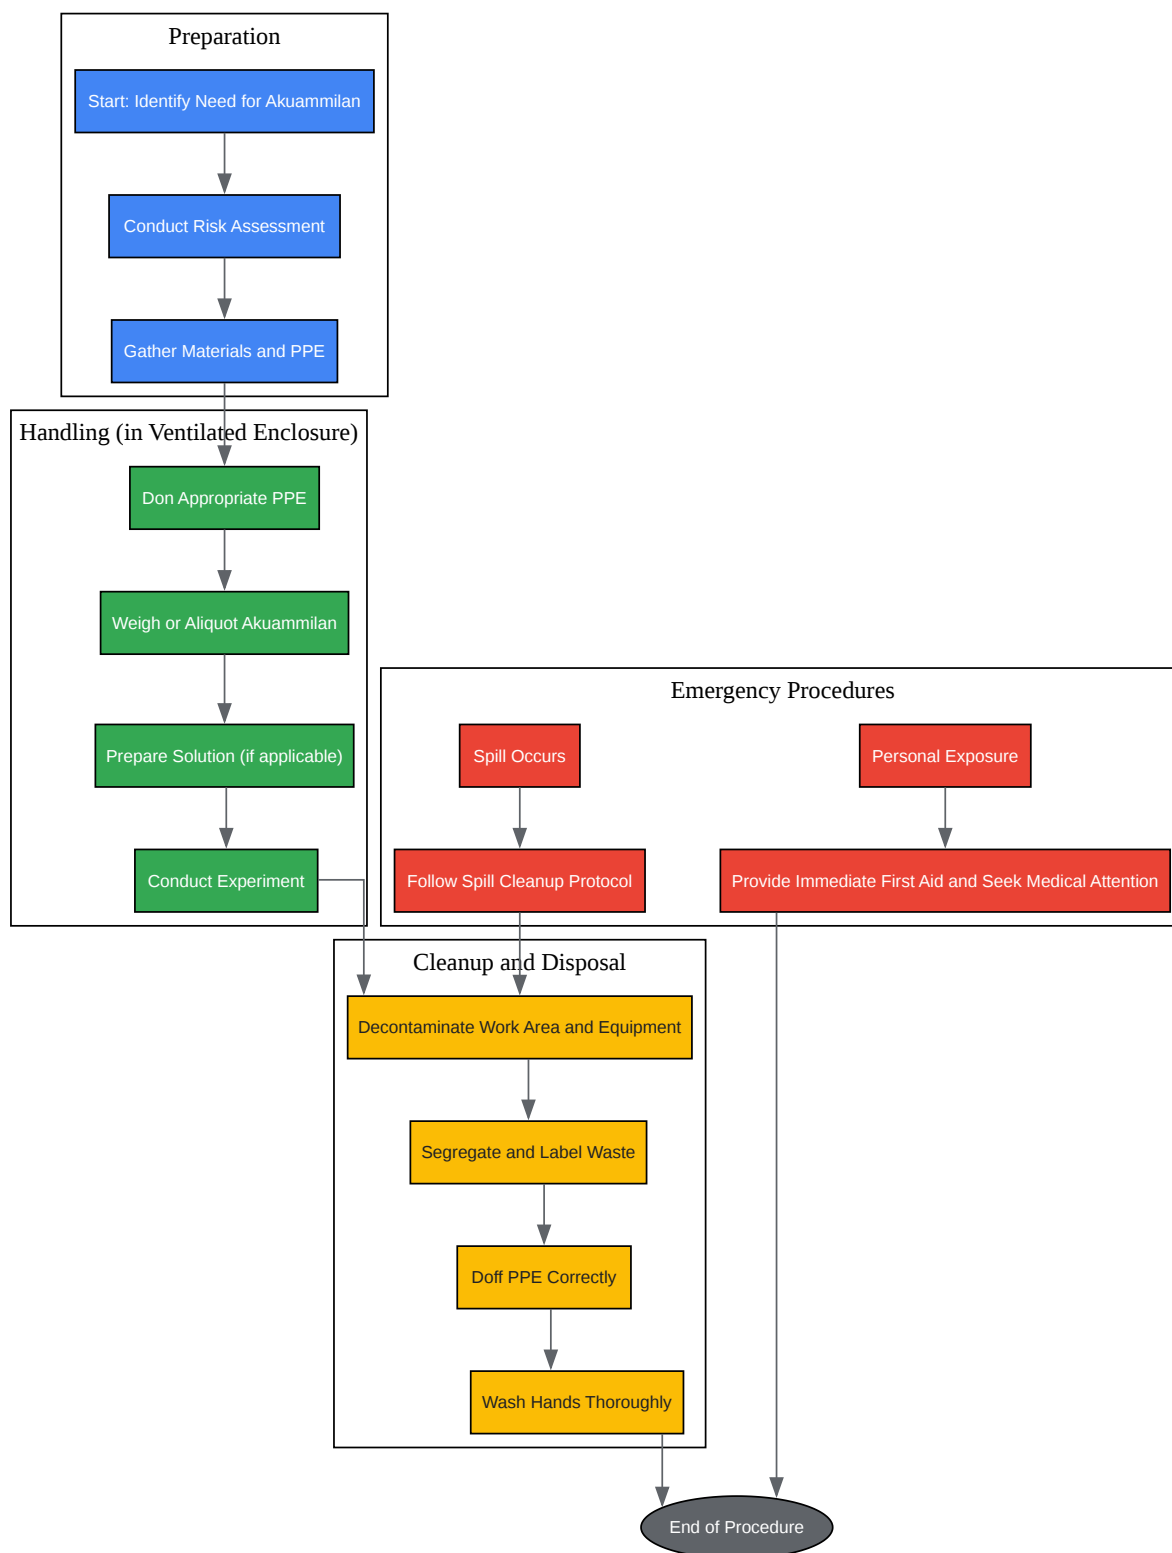 Preparation
Start: Identify Need for Akuammilan
Conduct Risk Assessment
Gather Materials and PPE
Handling (in Ventilated Enclosure)
Don Appropriate PPE
Weigh or Aliquot Akuammilan
Prepare Solution (if applicable)
Conduct Experiment
Emergency Procedures
Spill Occurs
Personal Exposure
Follow Spill Cleanup Protocol
Provide Immediate First Aid and Seek Medical Attention
Cleanup and Disposal
Decontaminate Work Area and Equipment
Segregate and Label Waste
Doff PPE Correctly
Wash Hands Thoroughly
End of Procedure